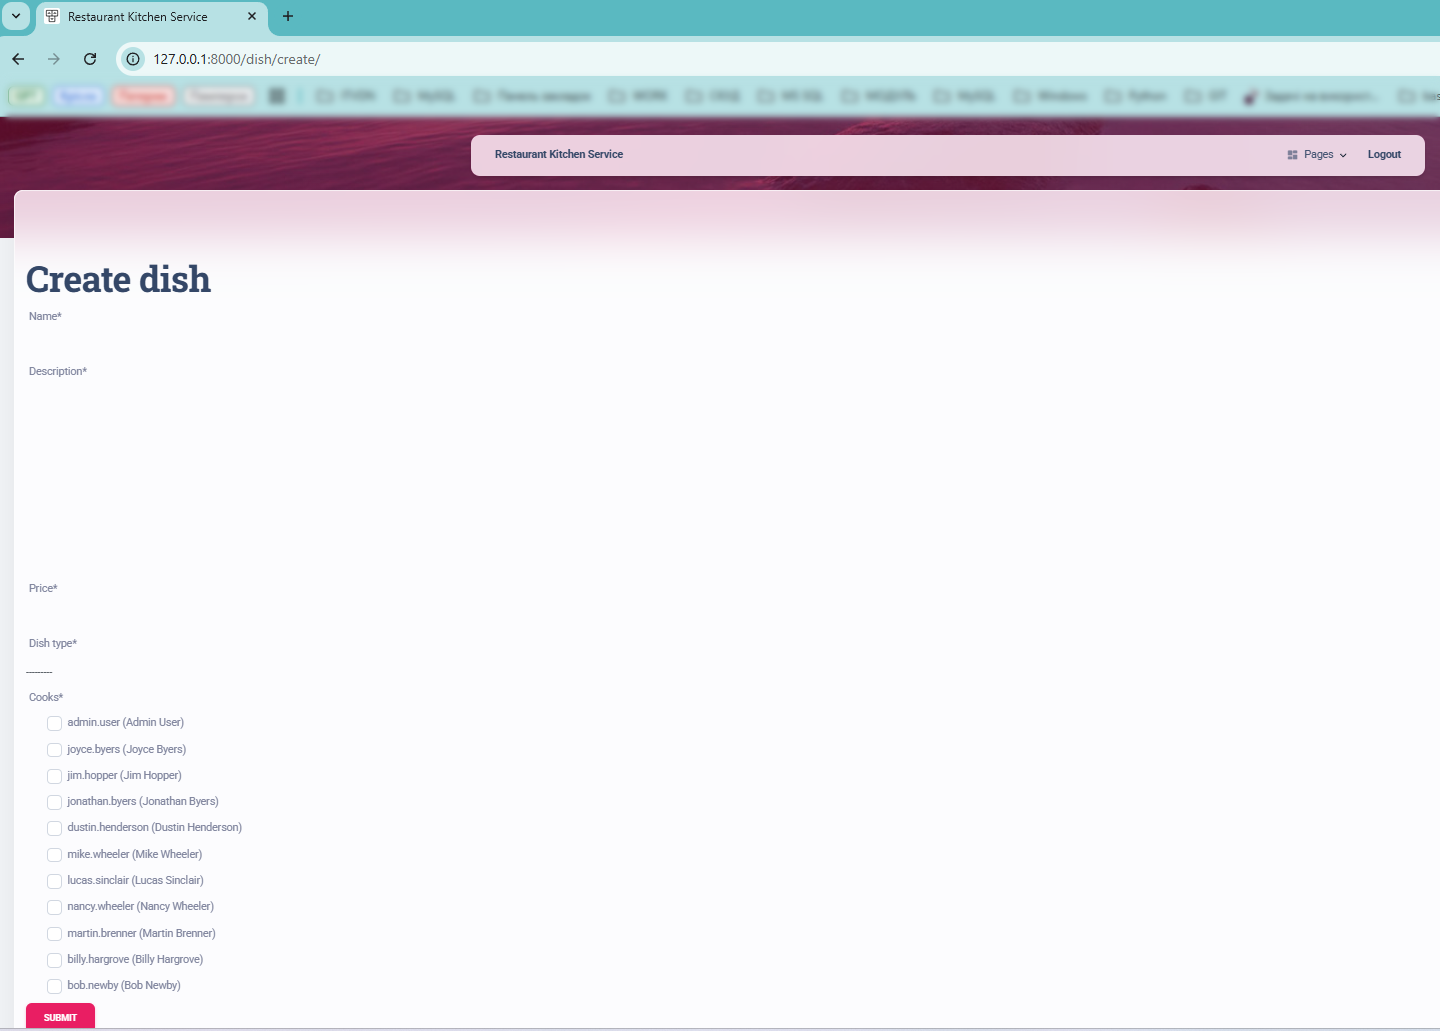 Restaurant Kitchen Service
127.0.0.1:8000/dish/create/
Restaurant Kitchen Service Pages Logout
Create dish
Name*
Description*
Price*
Dish type*
---------
Cooks*
admin.user (Admin User)
joyce.byers (Joyce Byers)
jim.hopper (Jim Hopper)
jonathan.byers (Jonathan Byers)
dustin.henderson (Dustin Henderson)
mike.wheeler (Mike Wheeler)
lucas.sinclair (Lucas Sinclair)
nancy.wheeler (Nancy Wheeler)
martin.brenner (Martin Brenner)
billy.hargrove (Billy Hargrove)
bob.newby (Bob Newby)
SUBMIT